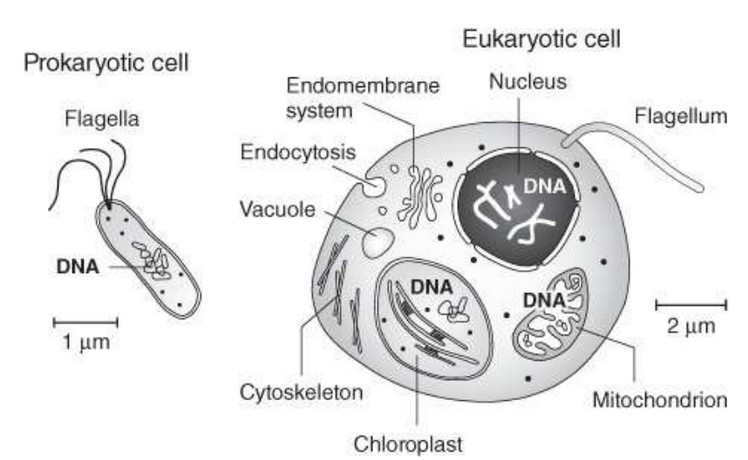 Prokaryotic cell
Flagella
DNA
1 μm
Eukaryotic cell
Nucleus
Endomembrane
system
Flagellum
Endocytosis
DNA
Vacuole
DNA
DNA
2 μm
Cytoskeleton
Mitochondrion
Chloroplast